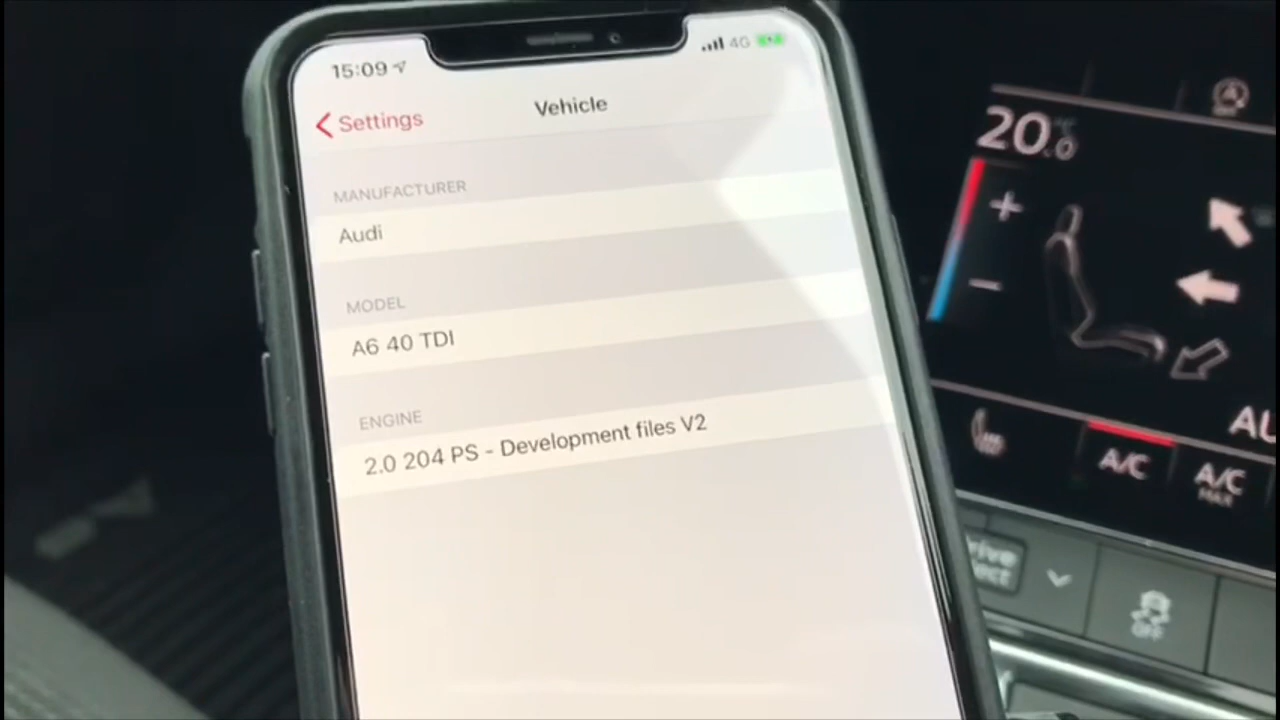 15:09
4G
Settings
Vehicle
MANUFACTURER
Audi
MODEL
A6 40 TDI
ENGINE
2.0 204 PS - Development files V2
20.0
+
−
A/C
A/C
MAX
OFF